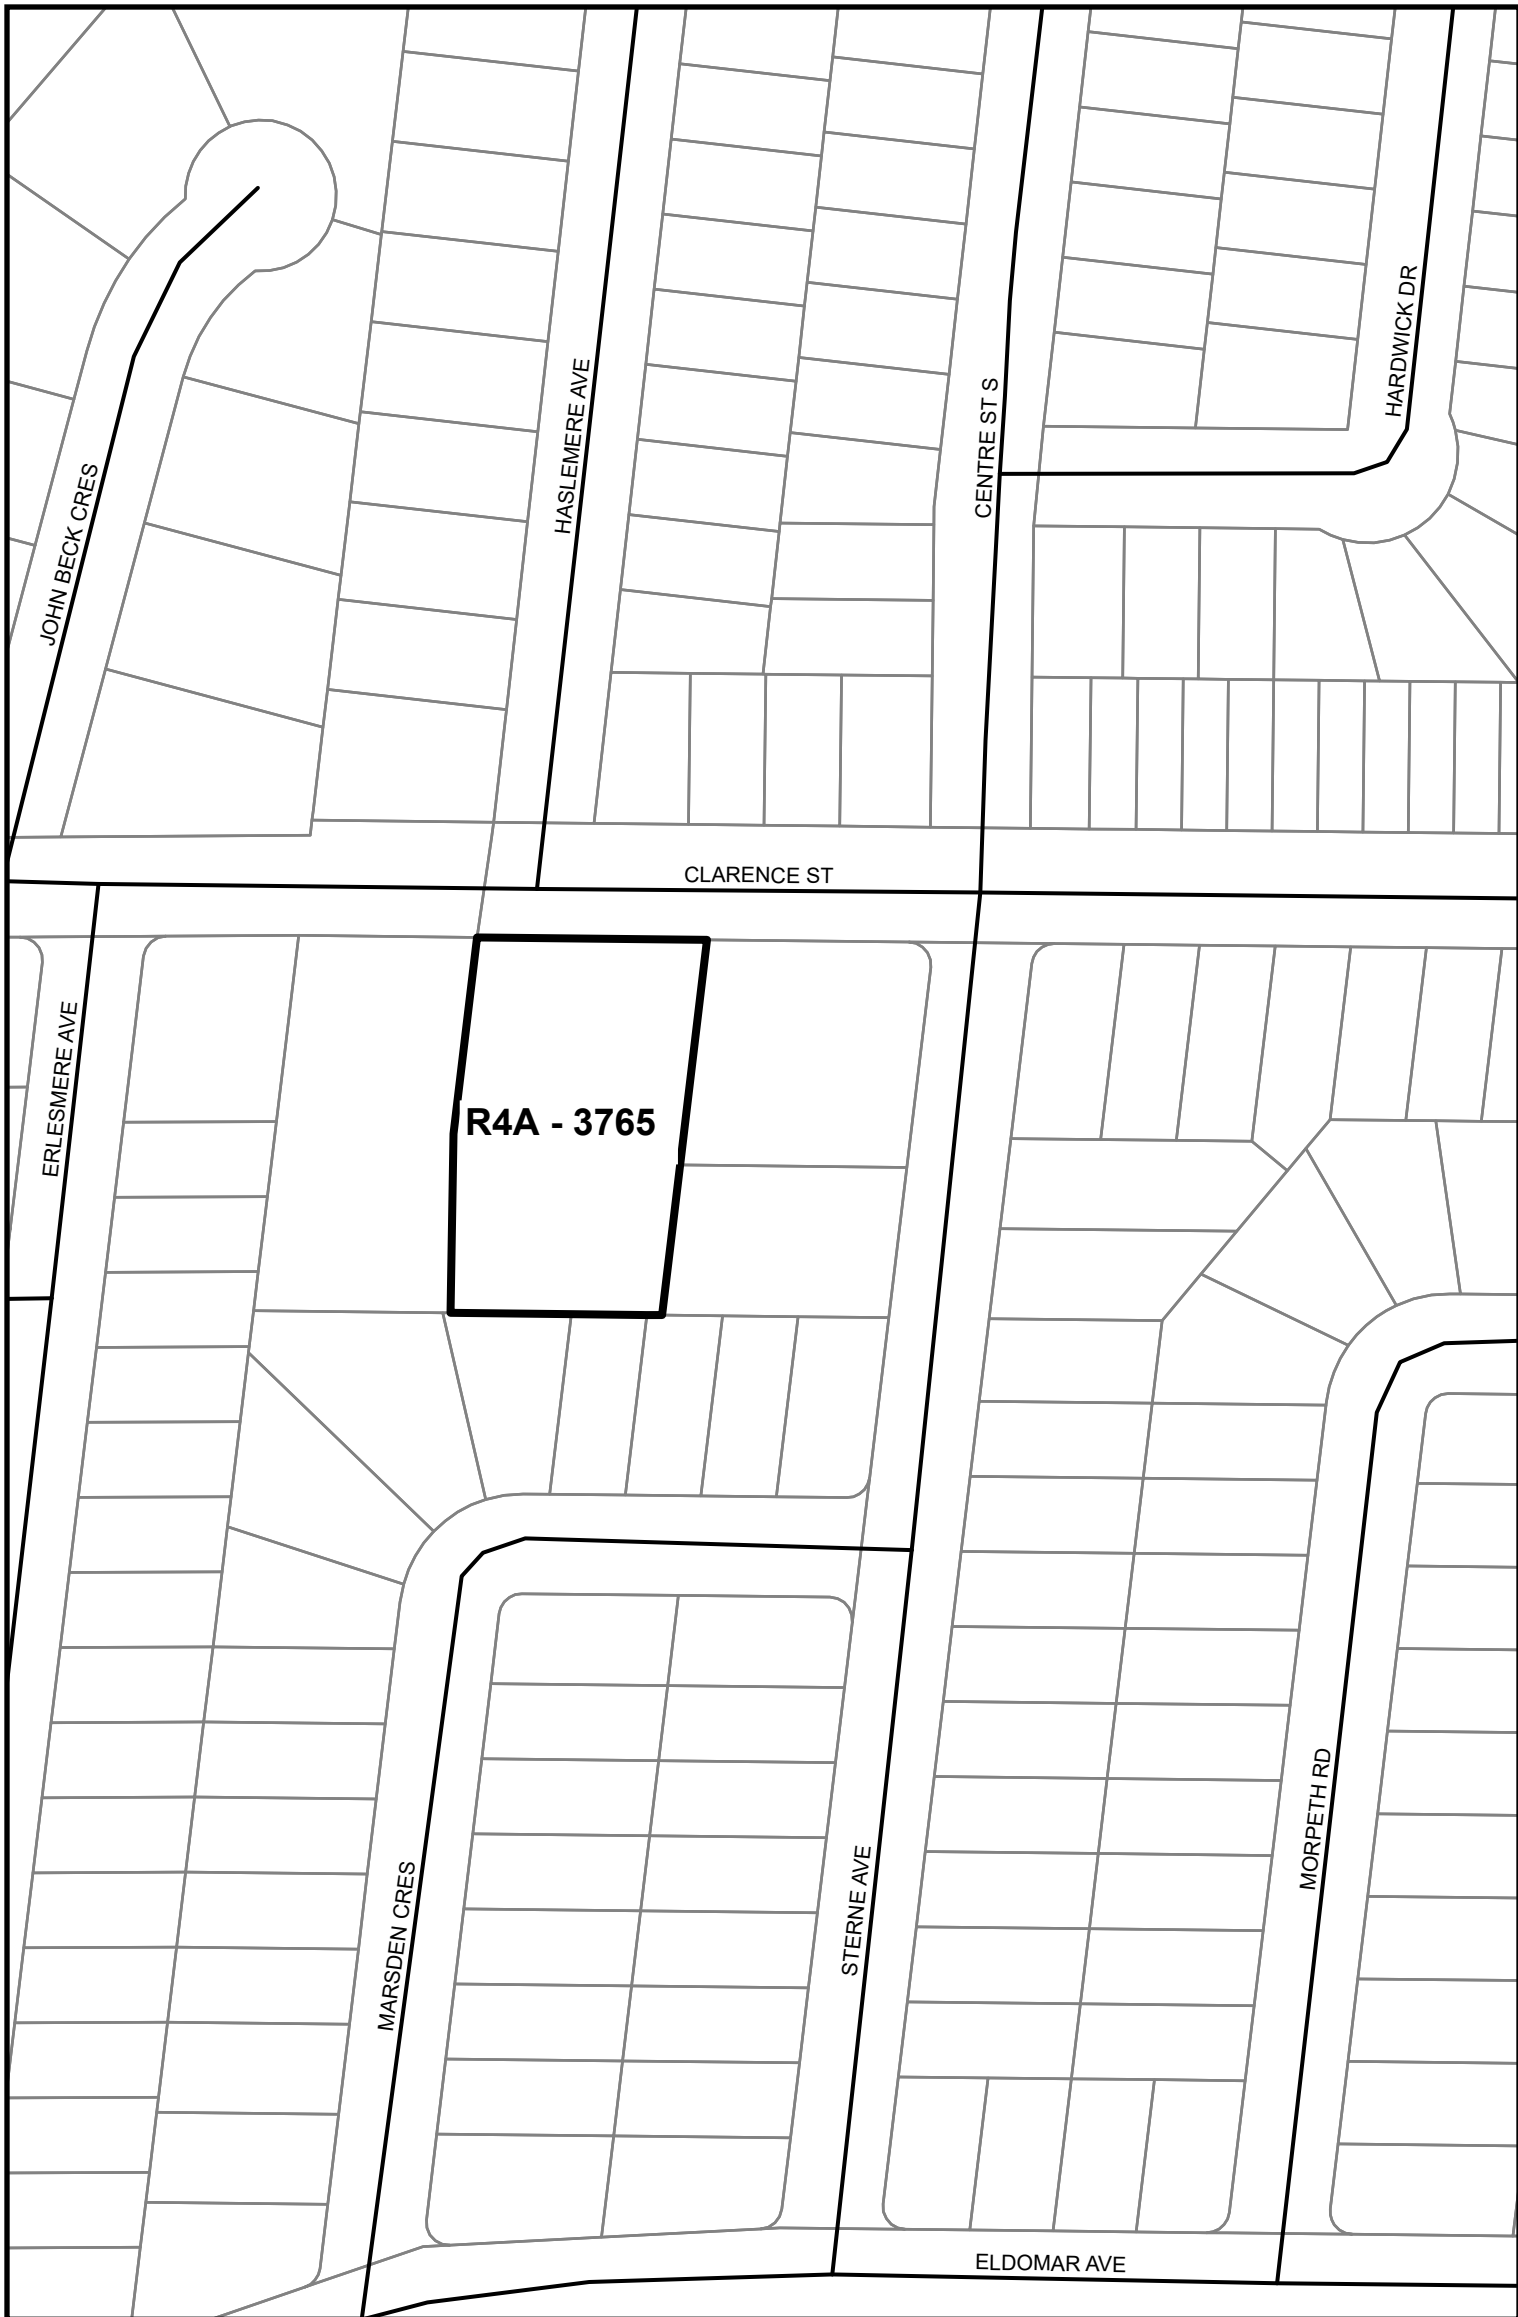 HARDWICK DR
HASLEMERE AVE
CENTRE ST S
JOHN BECK CRES
CLARENCE ST
ERLESMERE AVE
R4A - 3765
MORPETH RD
STERNE AVE
MARSDEN CRES
ELDOMAR AVE